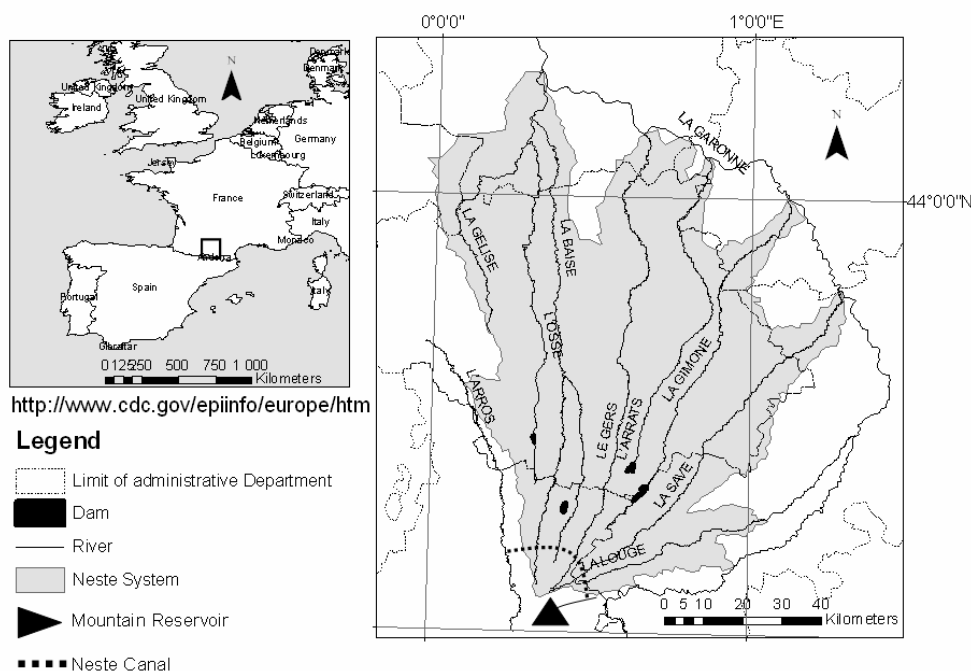 0°0'0"
1°0'0"E
N
Denmark
Denmark
United Kingdom
United Kingdom
Ireland
Netherlands
Germany
Belgium
Luxembourg
Jersey
France
Switzerland
Italy
Monaco
Andorra
Spain
Portugal
Italy
Gibraltar
0 125 250 500 750 1 000
Kilometers
http://www.cdc.gov/epiinfo/europe/htm
Legend
Limit of administrative Department
Dam
River
Neste System
Mountain Reservoir
Neste Canal
N
LA GARONNE
44°0'0"N
LA GELISE
LA BAISE
L'OSSE
L'ARROS
LE GERS
L'ARRATS
LA GIMONE
LA SAVE
LA LOUGE
0 5 10 20 30 40
Kilometers